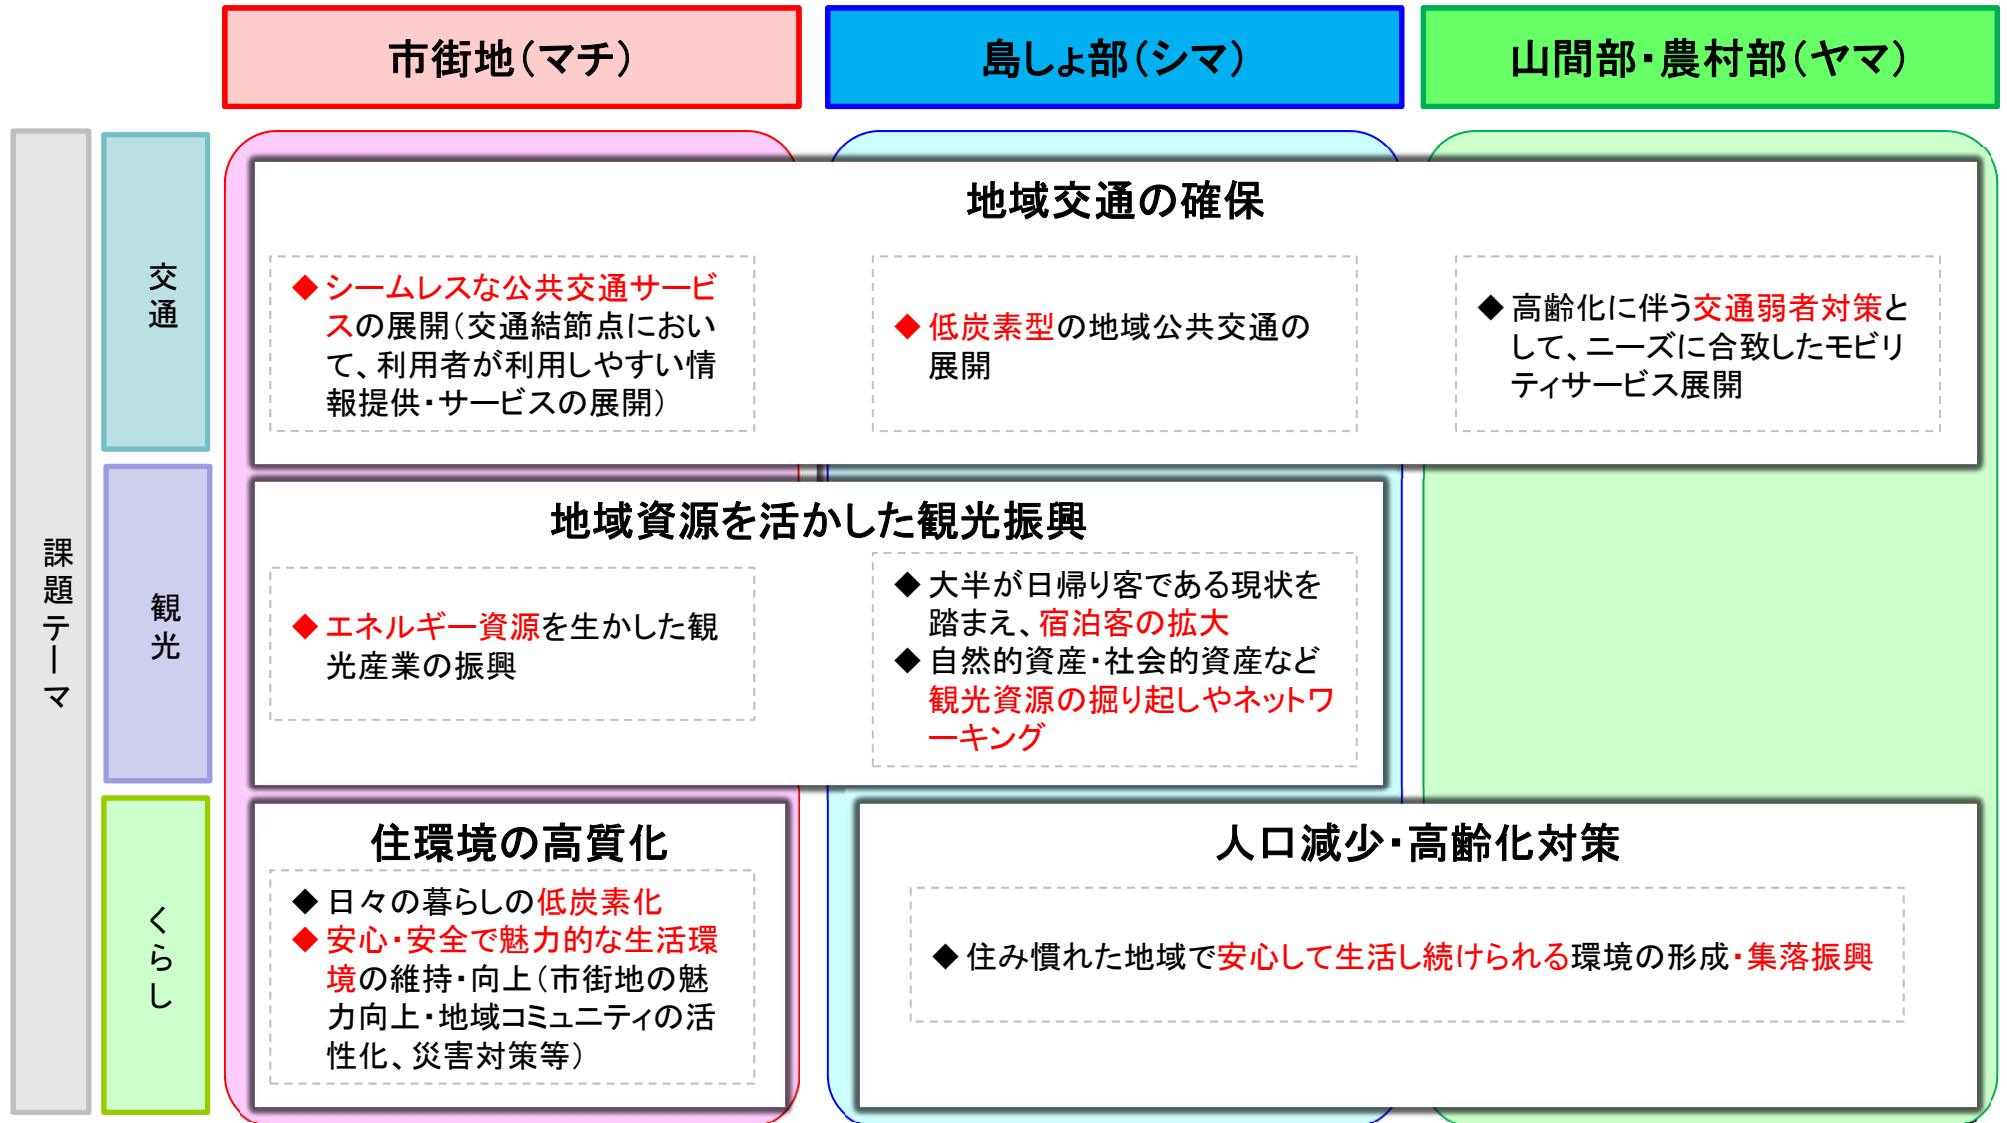 市街地(マチ)
島しょ部(シマ)
山間部・農村部(ヤマ)
課題テーマ
交通
地域交通の確保
◆シームレスな公共交通サービ
スの展開(交通結節点におい
て、利用者が利用しやすい情
報提供・サービスの展開)
◆低炭素型の地域公共交通の
展開
◆高齢化に伴う交通弱者対策と
して、ニーズに合致したモビリ
ティサービス展開
観光
地域資源を活かした観光振興
◆エネルギー資源を生かした観
光産業の振興
◆大半が日帰り客である現状を
踏まえ、宿泊客の拡大
◆自然的資産・社会的資産など
観光資源の掘り起しやネットワ
ーキング
くらし
住環境の高質化
◆日々の暮らしの低炭素化
◆安心・安全で魅力的な生活環
境の維持・向上(市街地の魅
力向上・地域コミュニティの活
性化、災害対策等)
人口減少・高齢化対策
◆住み慣れた地域で安心して生活し続けられる環境の形成・集落振興